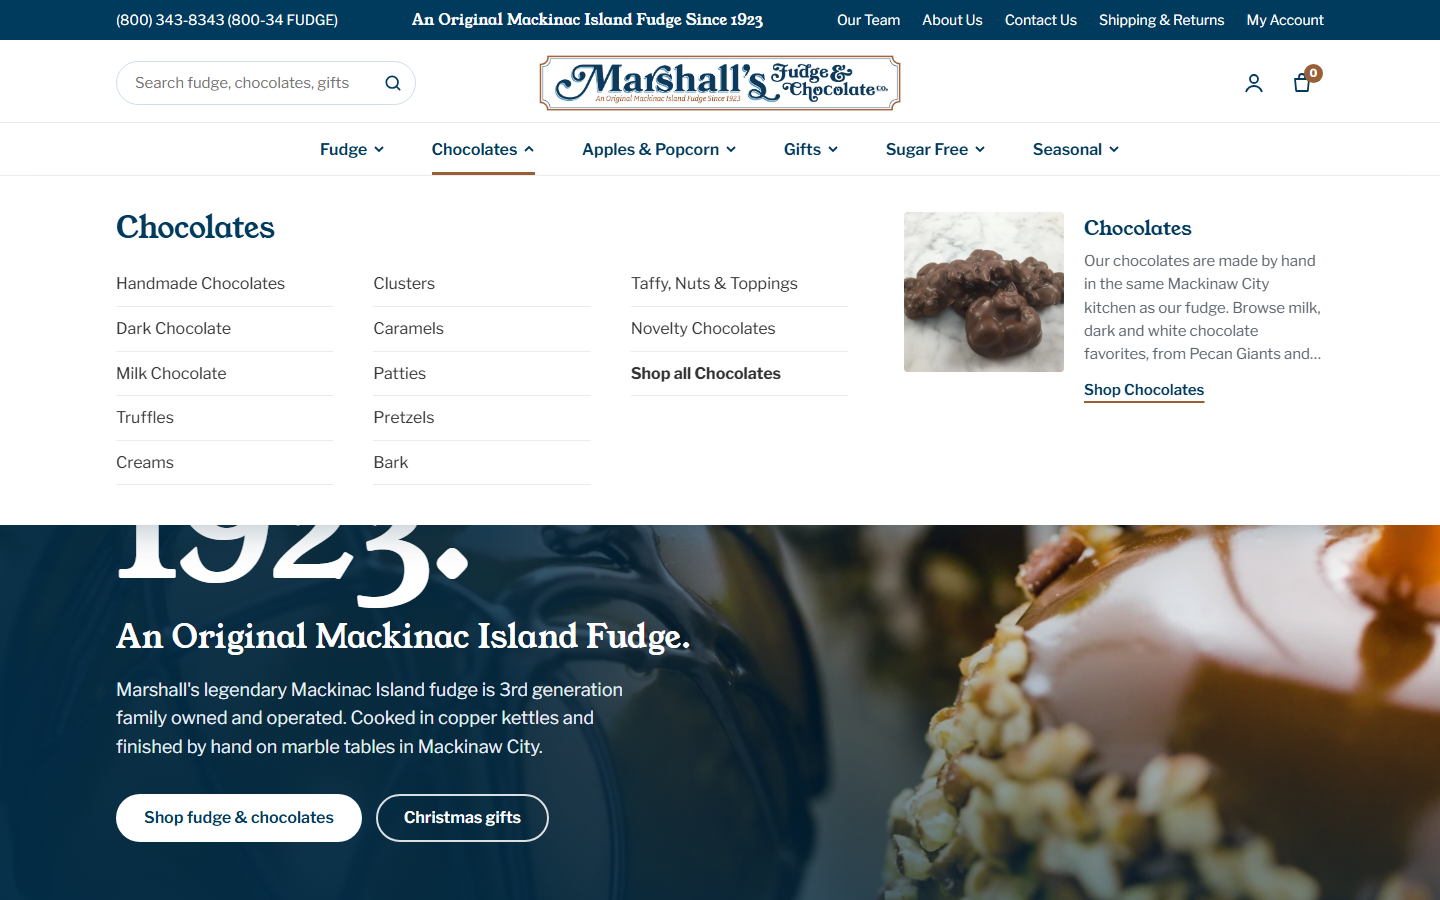 (800) 343-8343 (800-34 FUDGE)
An Original Mackinac Island Fudge Since 1923
Our Team
About Us
Contact Us
Shipping & Returns
My Account
Search fudge, chocolates, gifts
Marshall's Fudge & Chocolate Co.
An Original Mackinac Island Fudge Since 1923
0
Fudge
Chocolates
Apples & Popcorn
Gifts
Sugar Free
Seasonal
Chocolates
Handmade Chocolates
Dark Chocolate
Milk Chocolate
Truffles
Creams
Clusters
Caramels
Patties
Pretzels
Bark
Taffy, Nuts & Toppings
Novelty Chocolates
Shop all Chocolates
Chocolates
Our chocolates are made by hand
in the same Mackinaw City
kitchen as our fudge. Browse milk,
dark and white chocolate
favorites, from Pecan Giants and...
Shop Chocolates
1923.
An Original Mackinac Island Fudge.
Marshall's legendary Mackinac Island fudge is 3rd generation
family owned and operated. Cooked in copper kettles and
finished by hand on marble tables in Mackinaw City.
Shop fudge & chocolates
Christmas gifts